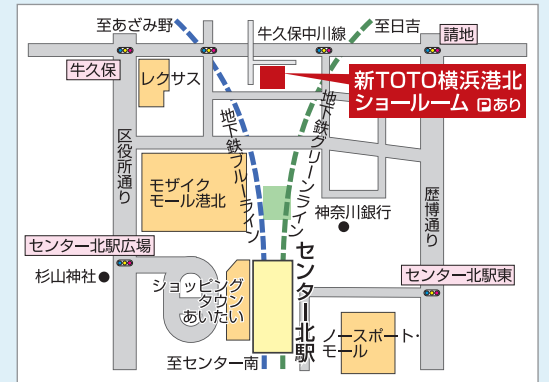 至あざみ野
牛久保中川線
至日吉
請地
牛久保
レクサス
新TOTO横浜港北
ショールーム Pあり
地下鉄ブルーライン
地下鉄グリーンライン
区役所通り
モザイク
モール港北
神奈川銀行
歴博通り
センター北駅広場
杉山神社
ショッピング
タウン
あいたい
センター北駅
センター北駅東
ノースポート・
モール
至センター南